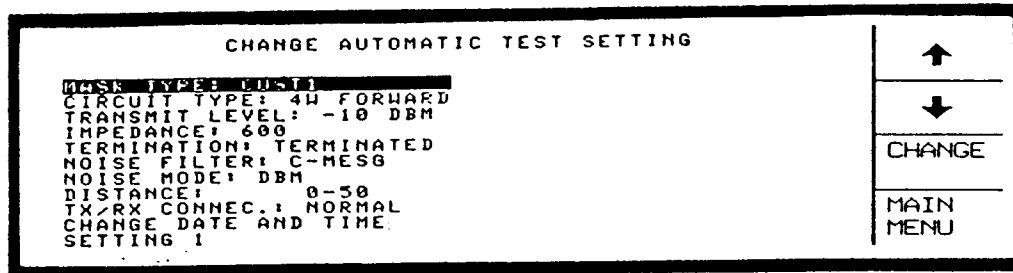 CHANGE AUTOMATIC TEST SETTING
MASK TYPE: CUST1
CIRCUIT TYPE: 4W FORWARD
TRANSMIT LEVEL: -10 DBM
IMPEDANCE: 600
TERMINATION: TERMINATED
NOISE FILTER: C-MESG
NOISE MODE: DBM
DISTANCE: 0-50
TX/RX CONNEC.: NORMAL
CHANGE DATE AND TIME
SETTING 1
CHANGE
MAIN
MENU